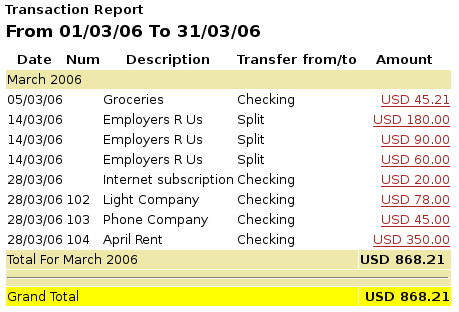 Transaction Report
From 01/03/06 To 31/03/06
Date Num Description Transfer from/to Amount
March 2006
05/03/06 Groceries Checking USD 45.21
14/03/06 Employers R Us Split USD 180.00
14/03/06 Employers R Us Split USD 90.00
14/03/06 Employers R Us Split USD 60.00
28/03/06 Internet subscription Checking USD 20.00
28/03/06 102 Light Company Checking USD 78.00
28/03/06 103 Phone Company Checking USD 45.00
28/03/06 104 April Rent Checking USD 350.00
Total For March 2006 USD 868.21
Grand Total USD 868.21